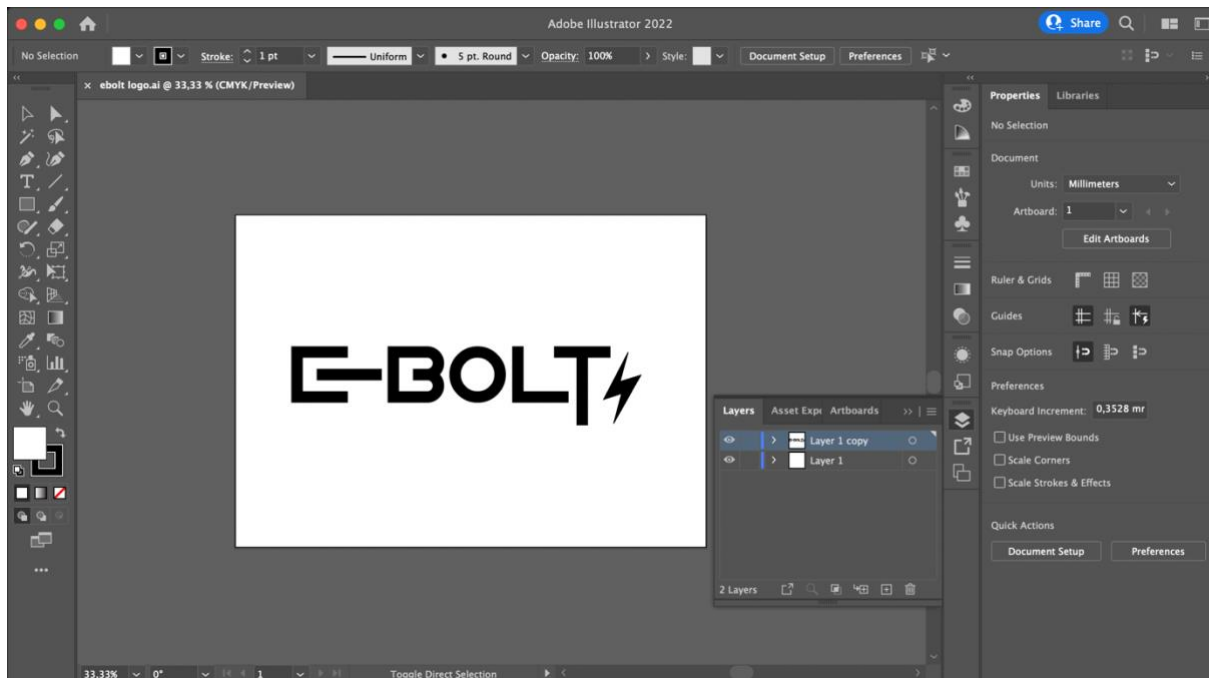 Adobe Illustrator 2022
Share
No Selection
Stroke:
1 pt
Uniform
5 pt. Round
Opacity:
100%
Style:
Document Setup
Preferences
× ebolt logo.ai @ 33,33 % (CMYK/Preview)
E-BOLT
Layers
Asset Expo
Artboards
Layer 1 copy
Layer 1
2 Layers
Properties
Libraries
No Selection
Document
Units:
Millimeters
Artboard:
1
Edit Artboards
Ruler & Grids
Guides
Snap Options
Preferences
Keyboard Increment:
0,3528 mr
Use Preview Bounds
Scale Corners
Scale Strokes & Effects
Quick Actions
Document Setup
Preferences
33,33%
0°
1
Toggle Direct Selection